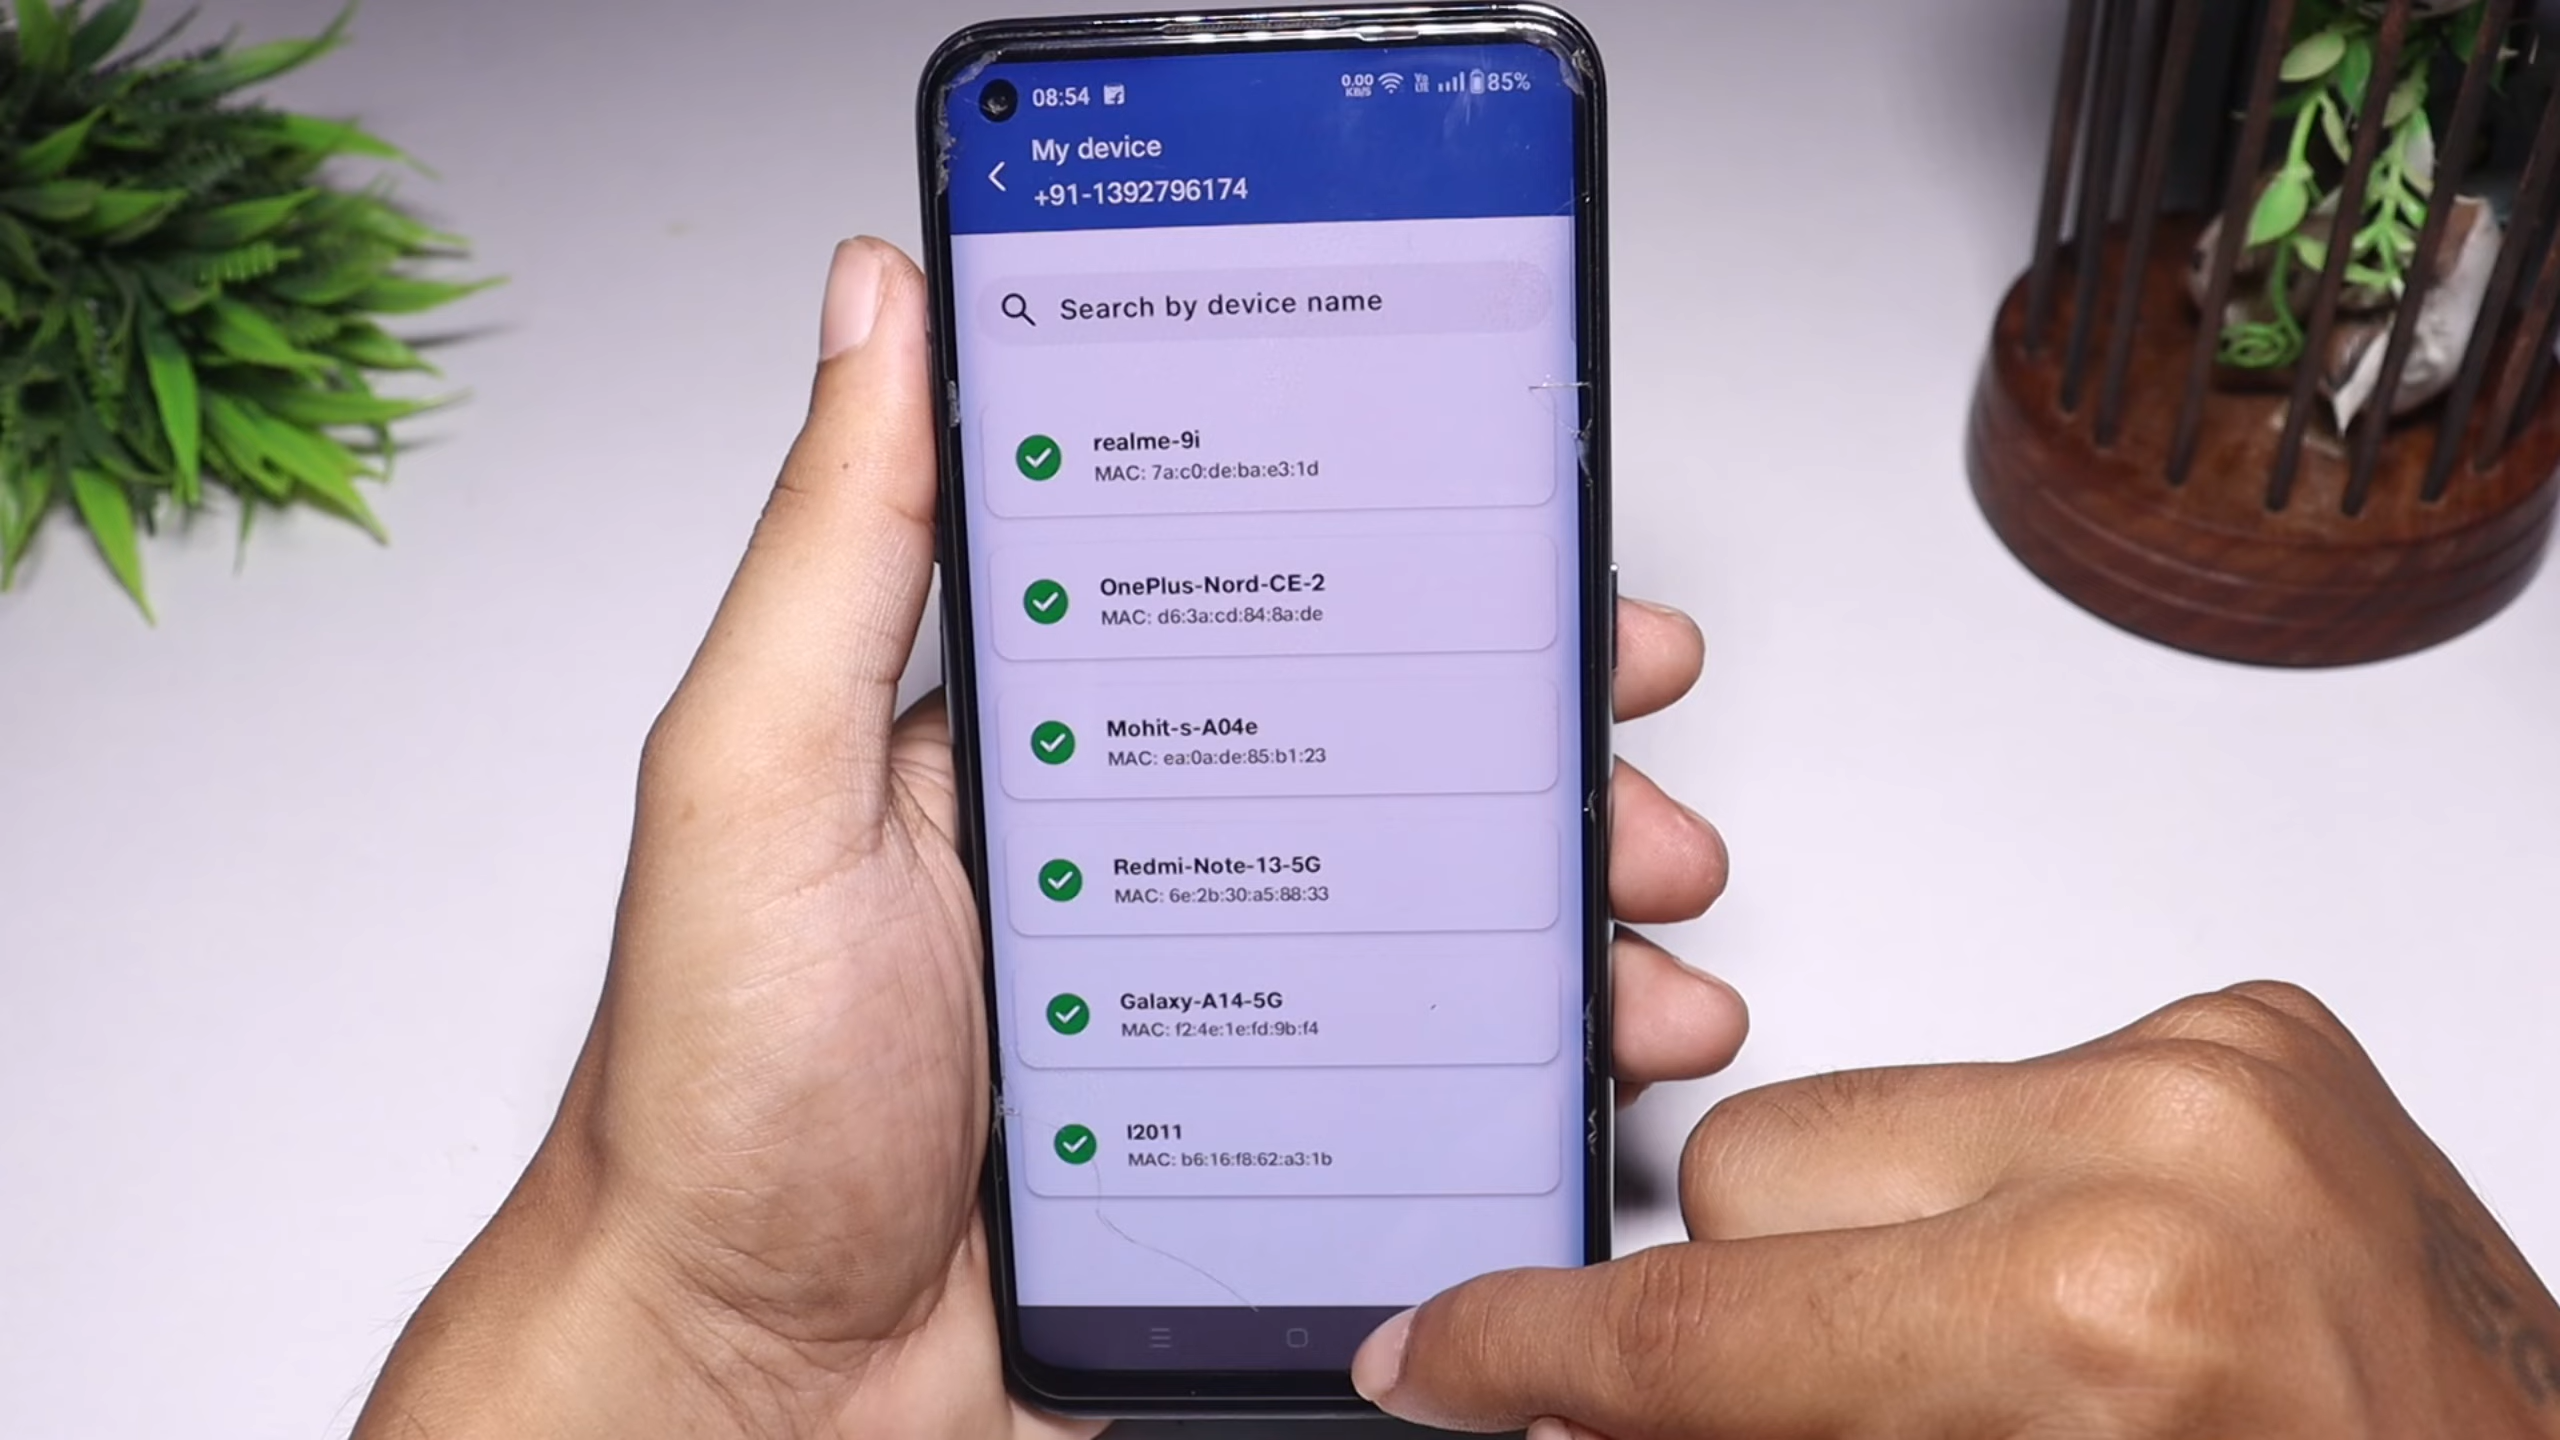 08:54
0.00 KB/S
Vo LTE
85%
My device
+91-1392796174
Search by device name
realme-9i
MAC: 7a:c0:de:ba:e3:1d
OnePlus-Nord-CE-2
MAC: d6:3a:cd:84:8a:de
Mohit-s-A04e
MAC: ea:0a:de:85:b1:23
Redmi-Note-13-5G
MAC: 6e:2b:30:a5:88:33
Galaxy-A14-5G
MAC: f2:4e:1e:fd:9b:f4
I2011
MAC: b6:16:f8:62:a3:1b